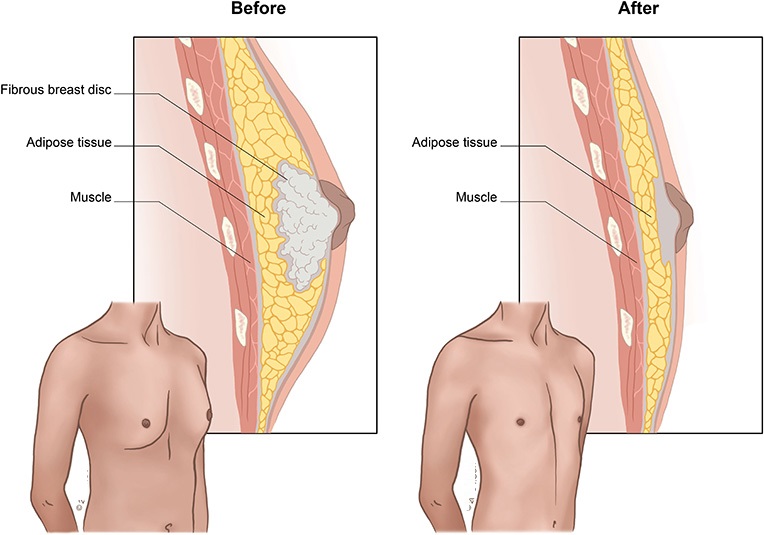 Before
After
Fibrous breast disc
Adipose tissue
Muscle
Adipose tissue
Muscle